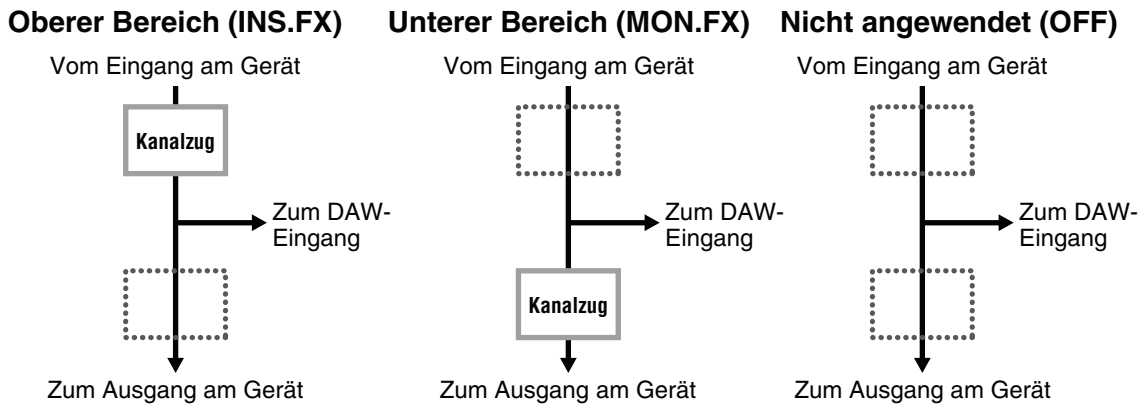 Oberer Bereich (INS.FX)
Vom Eingang am Gerät
Kanalzug
Zum DAW-
Eingang
Zum Ausgang am Gerät
Unterer Bereich (MON.FX)
Vom Eingang am Gerät
Zum DAW-
Eingang
Kanalzug
Zum Ausgang am Gerät
Nicht angewendet (OFF)
Vom Eingang am Gerät
Zum DAW-
Eingang
Zum Ausgang am Gerät